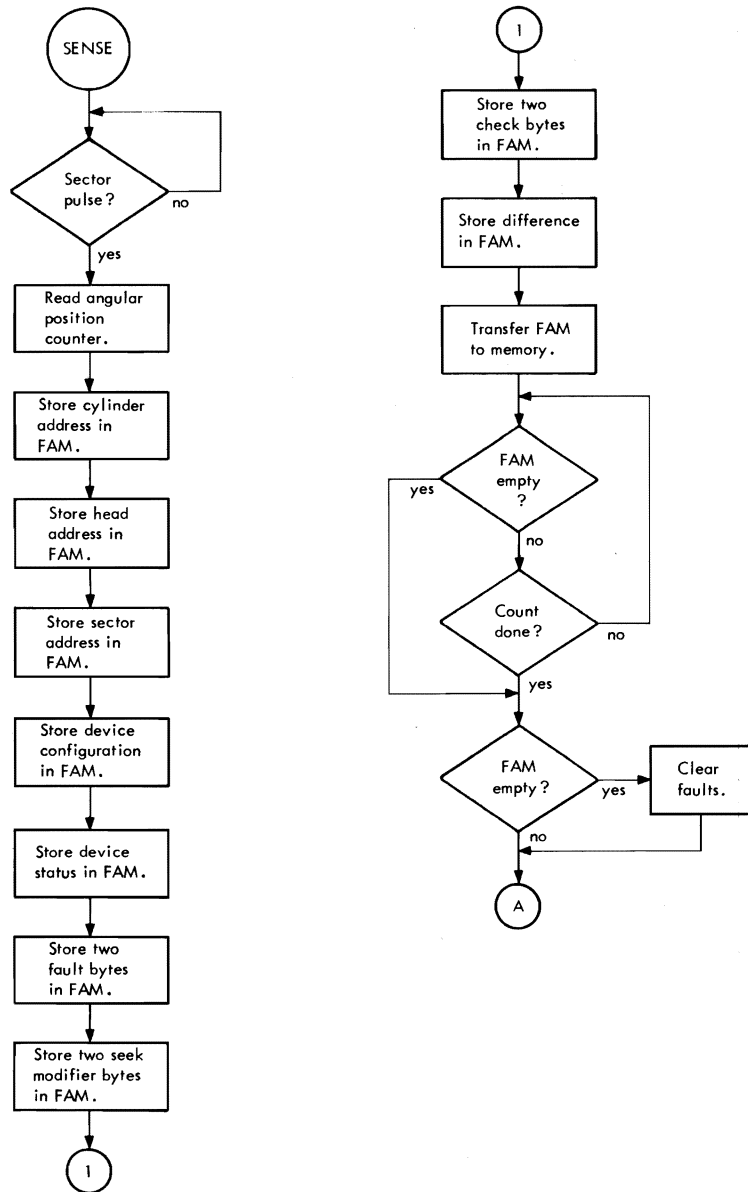 SENSE
Sector
pulse?
no
yes
Read angular
position
counter.
Store cylinder
address in
FAM.
Store head
address in
FAM.
Store sector
address in
FAM.
Store device
configuration
in FAM.
Store device
status in FAM.
Store two
fault bytes
in FAM.
Store two seek
modifier bytes
in FAM.
1
1
Store two
check bytes
in FAM.
Store difference
in FAM.
Transfer FAM
to memory.
FAM
empty
?
yes
no
Count
done?
no
yes
FAM
empty?
yes
Clear
faults.
no
A